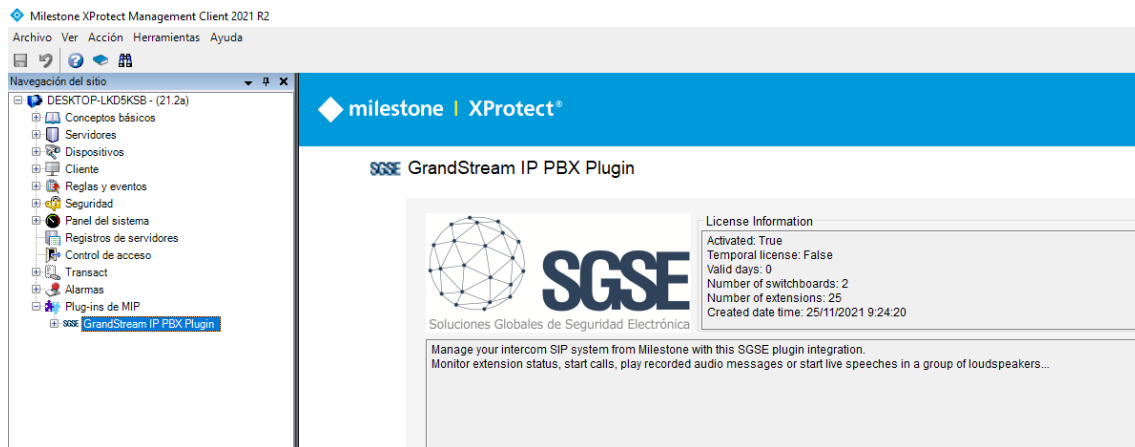 Milestone XProtect Management Client 2021 R2
Archivo Ver Acción Herramientas Ayuda
Navegación del sitio
DESKTOP-LKD5KSB - (21.2a)
Conceptos básicos
Servidores
Dispositivos
Cliente
Reglas y eventos
Seguridad
Panel del sistema
Registros de servidores
Control de acceso
Transact
Alarmas
Plug-ins de MIP
SGSE GrandStream IP PBX Plugin
milestone | XProtect®
SGSE GrandStream IP PBX Plugin
SGSE
Soluciones Globales de Seguridad Electrónica
License Information
Activated: True
Temporal license: False
Valid days: 0
Number of switchboards: 2
Number of extensions: 25
Created date time: 25/11/2021 9:24:20
Manage your intercom SIP system from Milestone with this SGSE plugin integration.
Monitor extension status, start calls, play recorded audio messages or start live speeches in a group of loudspeakers...